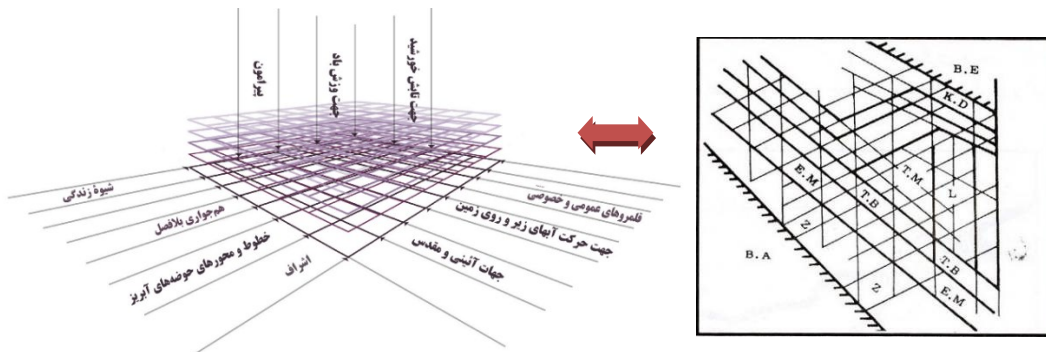 پیرامون
جهت وزش باد
جهت تابش خورشید
شیوهٔ زندگی
هم‌جواری بلافصل
خطوط و محورهای حوضه‌های آبریز
اشراف
قلمروهای عمومی و خصوصی
جهت حرکت آبهای زیر و روی زمین
جهات آئینی و مقدس
B.E
K.D
T.M
E.M
T.B
L
Z
B.A
Z
T.B
E.M